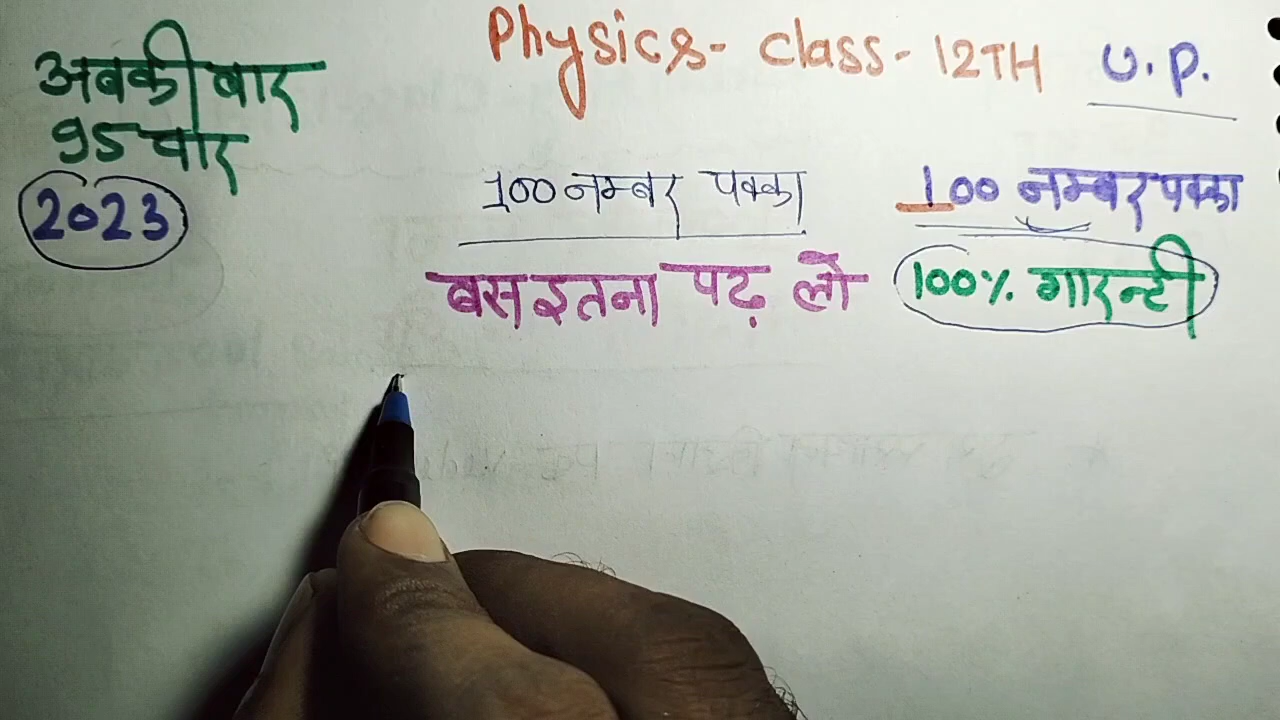 Physics- Class- 12TH U.P.
अबकी बार
95 चार
2023
100 नम्बर पक्का
100 नम्बर पक्का
बस इतना पढ़ लो
100% गारन्टी